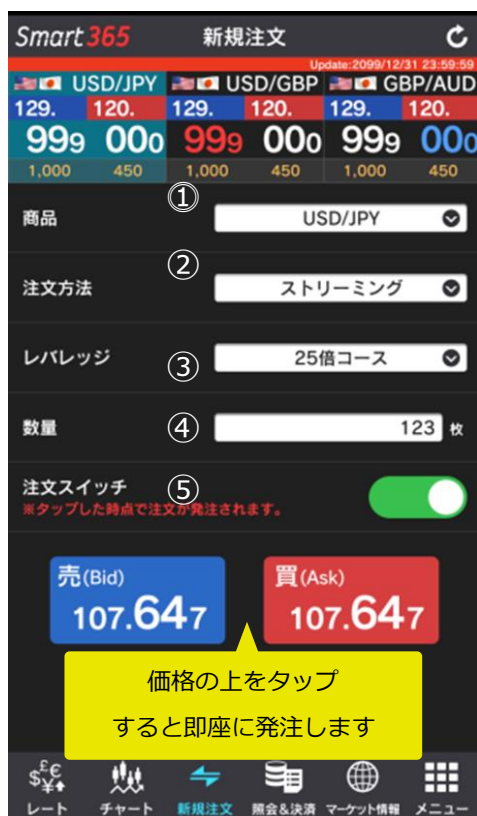 Smart365 新規注文
Update:2099/12/31 23:59:59
USD/JPY USD/GBP GBP/AUD
129. 120. 129. 120. 129. 120.
999 000 999 000 999 000
1,000 450 1,000 450 1,000 450
①
商品 USD/JPY
②
注文方法 ストリーミング
レバレッジ ③ 25倍コース
数量 ④ 123 枚
注文スイッチ ⑤
※タップした時点で注文が発注されます。
売(Bid) 買(Ask)
107.647 107.647
価格の上をタップ
すると即座に発注します
レート チャート 新規注文 照会&決済 マーケット情報 メニュー